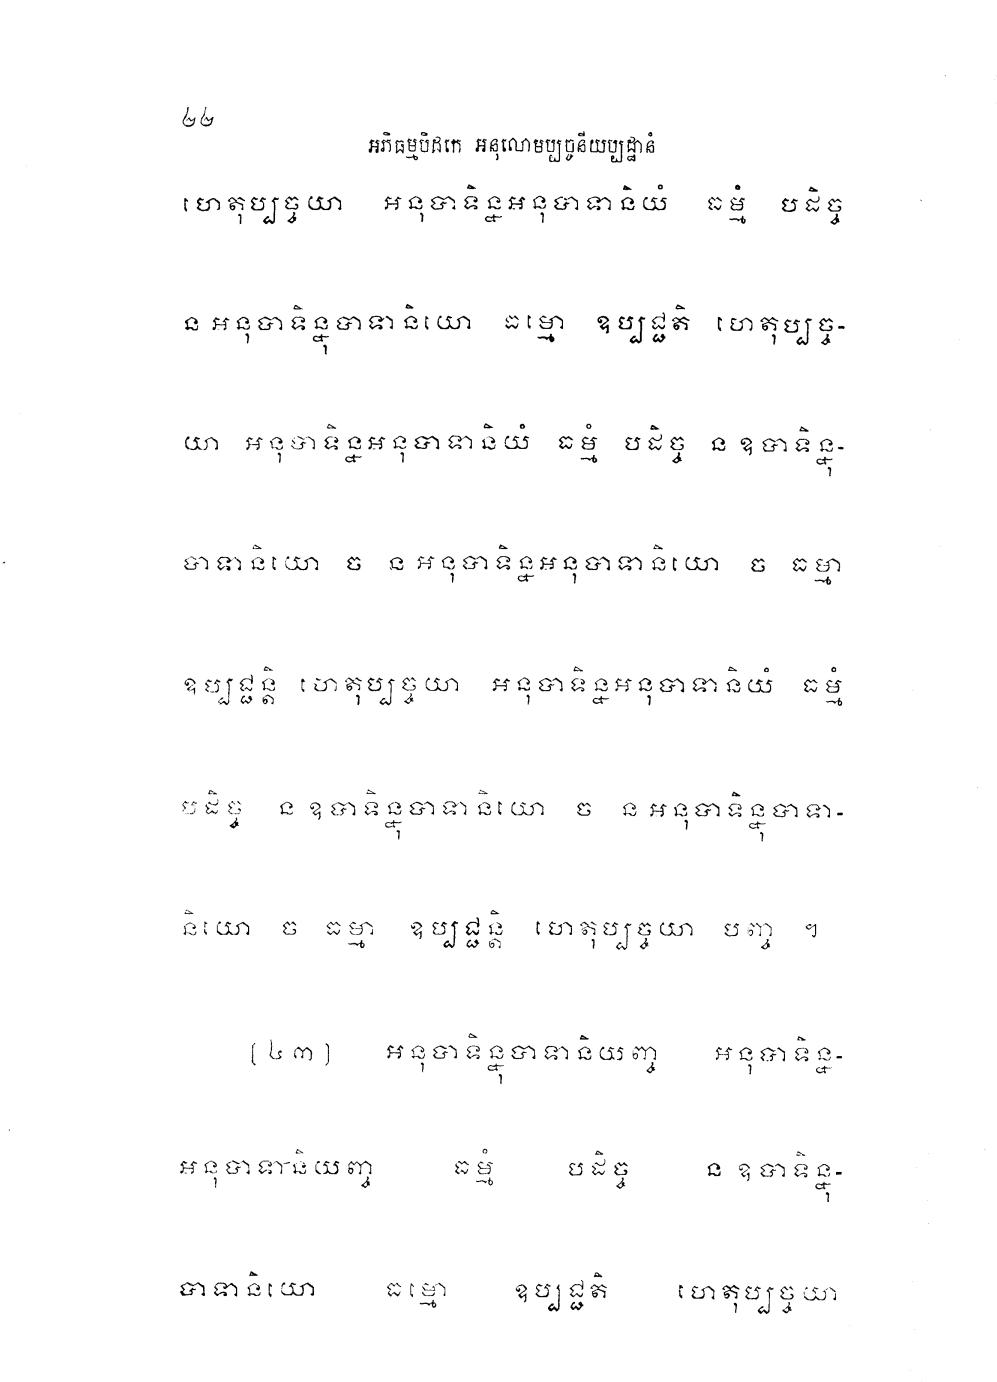 ៤៤
អភិធម្មបិដកេ អនុលោមប្បច្ចនីយប្បដ្ឋានំ
ហេតុប្បច្ចយា អនុបាទិន្នអនុបាទានិយំ ធម្មំ បដិច្ច
ន អនុបាទិន្នុបាទានិយោ ធម្មោ ឧប្បជ្ជតិ ហេតុប្បច្ច-
យា អនុបាទិន្នអនុបាទានិយំ ធម្មំ បដិច្ច ន ឧបាទិន្នុ-
បាទានិយោ ច ន អនុបាទិន្នអនុបាទានិយោ ច ធម្មា
ឧប្បជ្ជន្តិ ហេតុប្បច្ចយា អនុបាទិន្នអនុបាទានិយំ ធម្មំ
បដិច្ច ន ឧបាទិន្នុបាទានិយោ ច ន អនុបាទិន្នុបាទា-
និយោ ច ធម្មា ឧប្បជ្ជន្តិ ហេតុប្បច្ចយា បញ្ច ។
[៤៣] អនុបាទិន្នុបាទានិយញ្ច អនុបាទិន្ន-
អនុបាទានិយញ្ច ធម្មំ បដិច្ច ន ឧបាទិន្នុ-
បាទានិយោ ធម្មោ ឧប្បជ្ជតិ ហេតុប្បច្ចយា